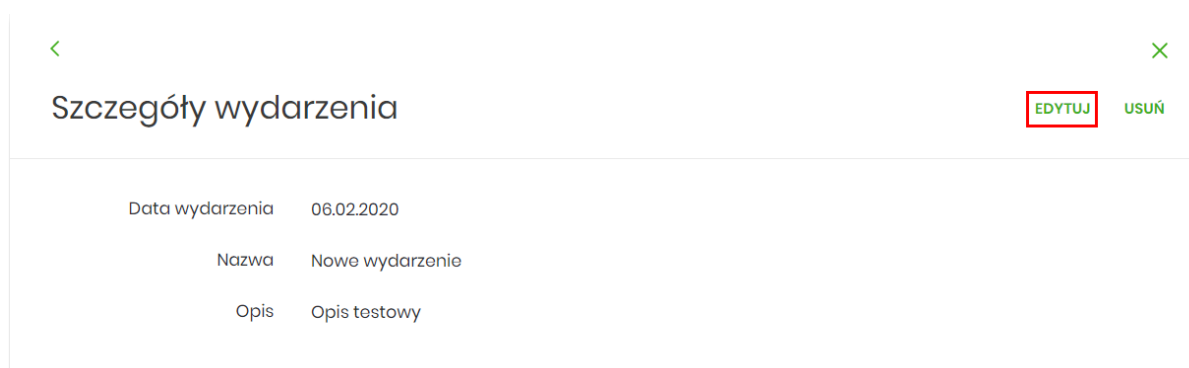 Szczegóły wydarzenia
EDYTUJ USUŃ
Data wydarzenia 06.02.2020
Nazwa Nowe wydarzenie
Opis Opis testowy